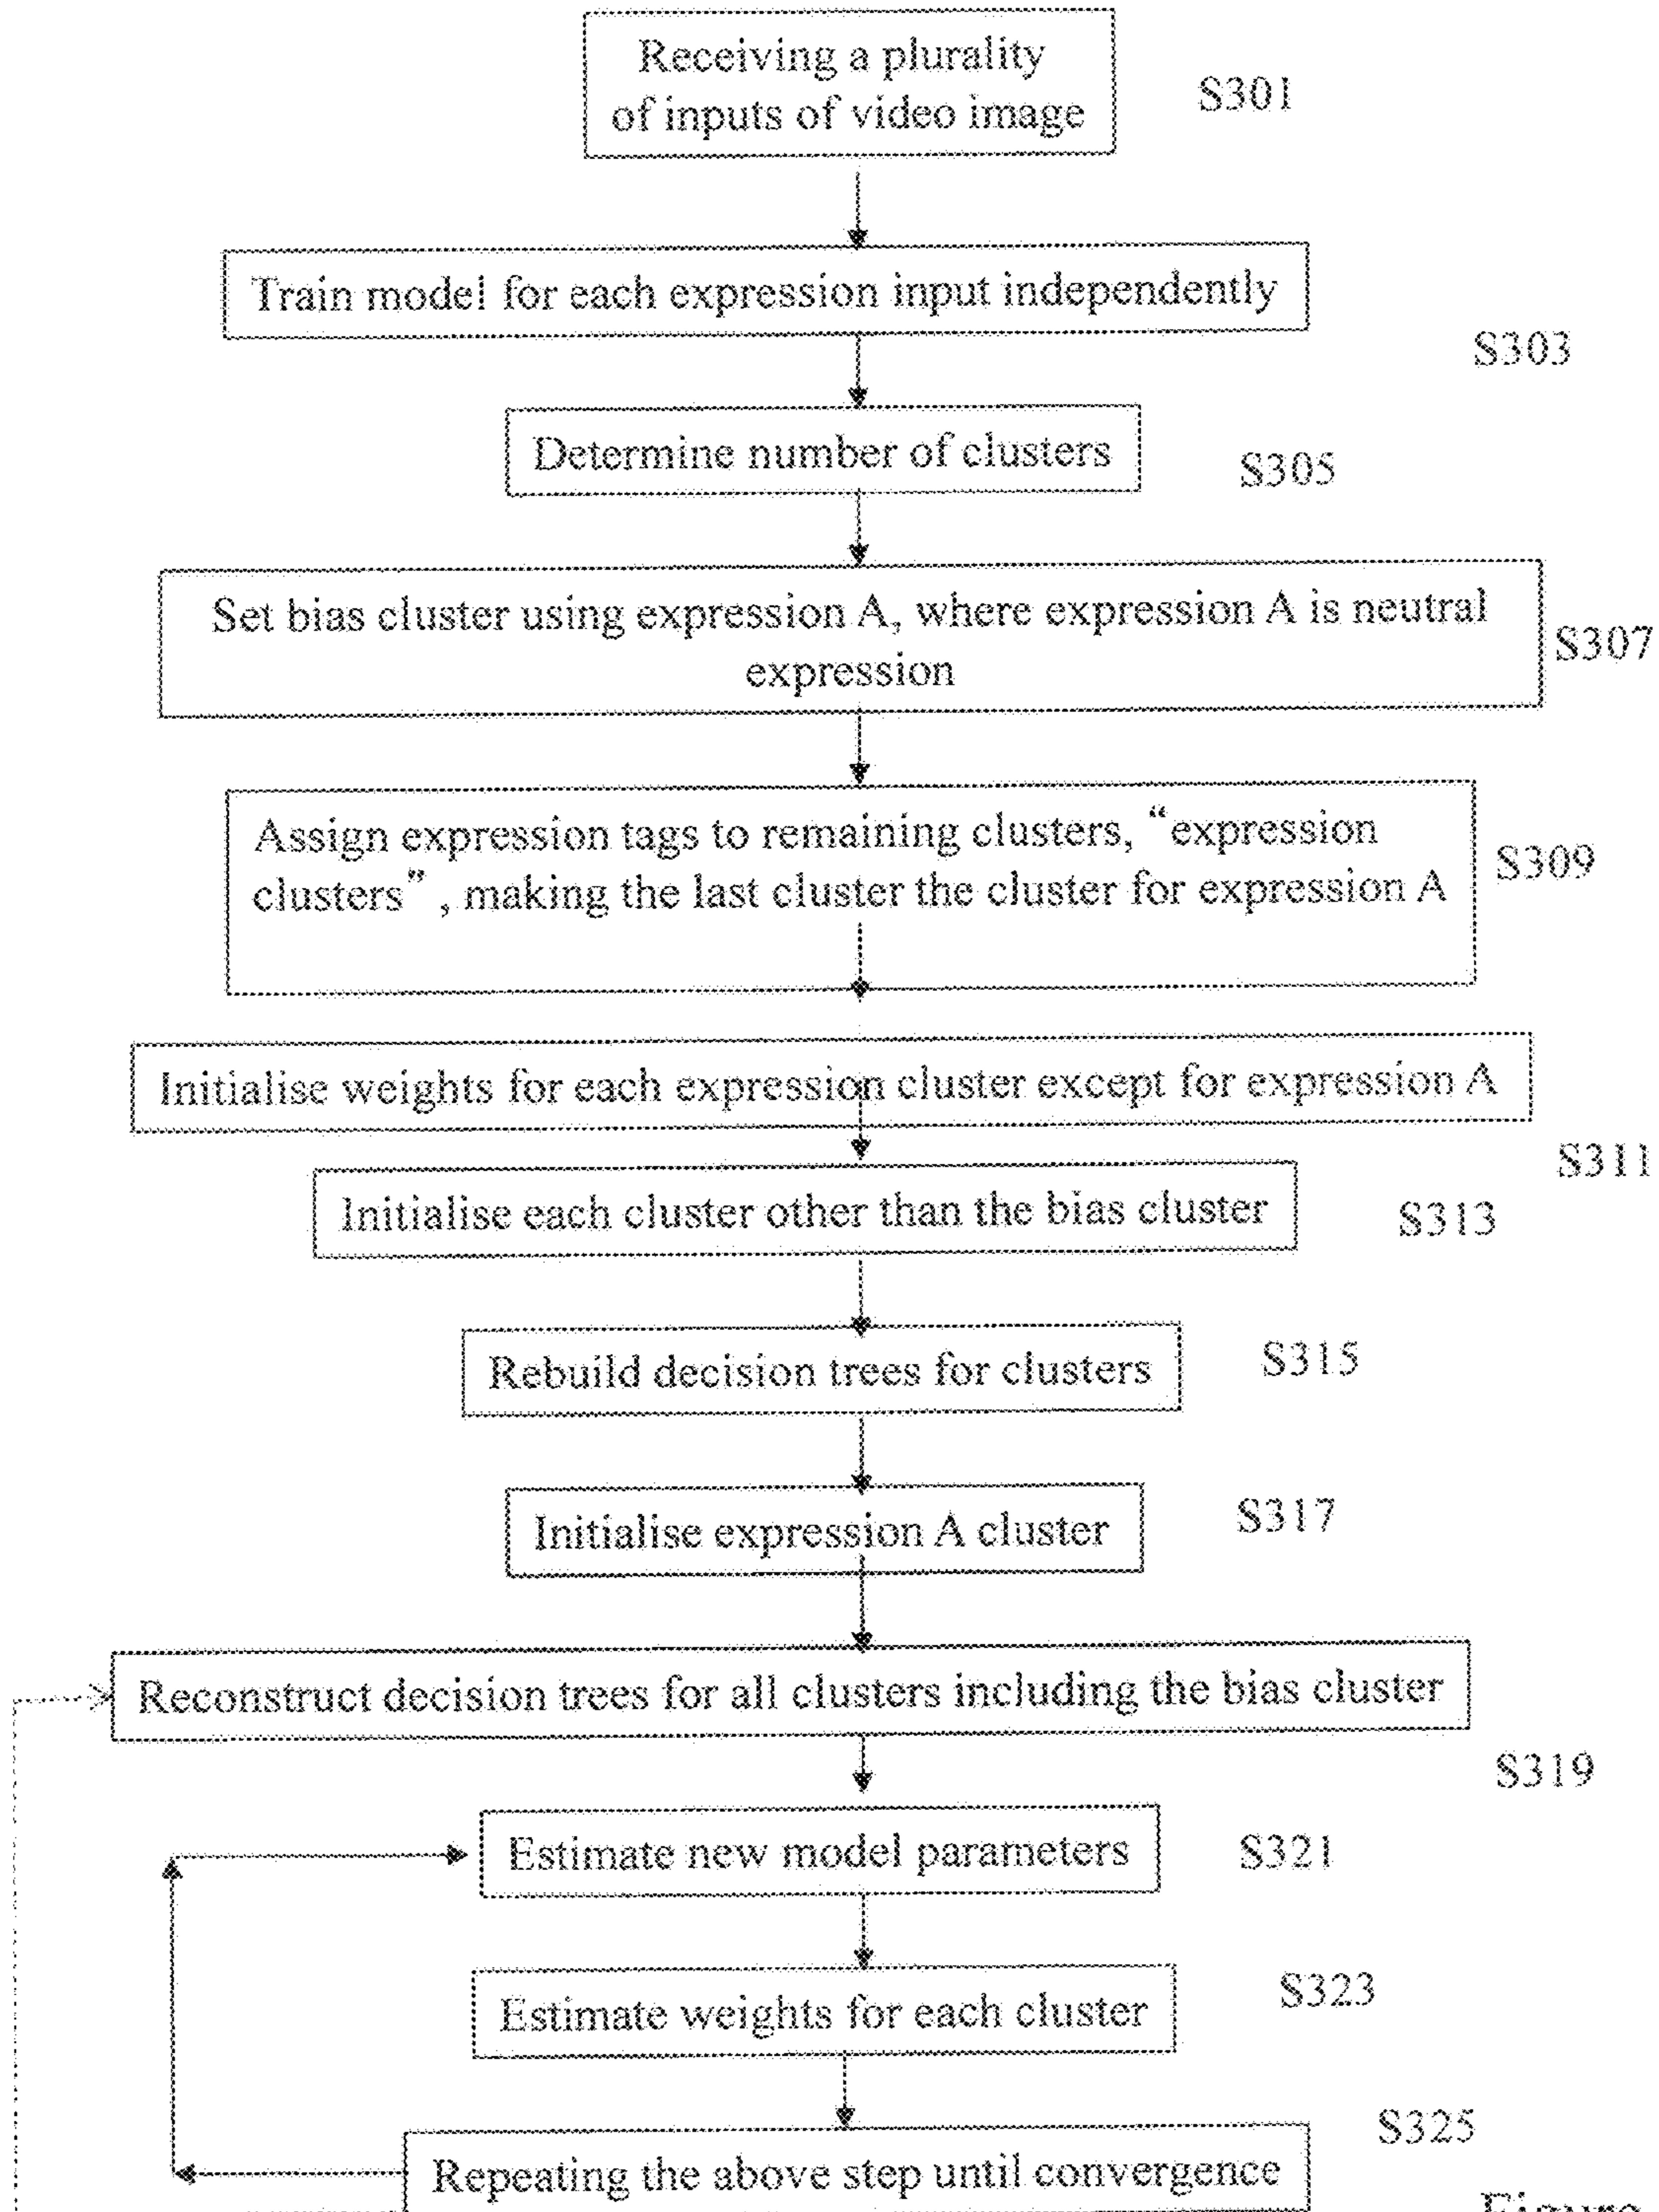 Receiving a plurality
of inputs of video image
S301
Train model for each expression input independently
S303
Determine number of clusters
S305
Set bias cluster using expression A, where expression A is neutral
expression
S307
Assign expression tags to remaining clusters, “expression
clusters”, making the last cluster the cluster for expression A
S309
Initialise weights for each expression cluster except for expression A
S311
Initialise each cluster other than the bias cluster
S313
Rebuild decision trees for clusters
S315
Initialise expression A cluster
S317
Reconstruct decision trees for all clusters including the bias cluster
S319
Estimate new model parameters
S321
Estimate weights for each cluster
S323
Repeating the above step until convergence
S325
Figure